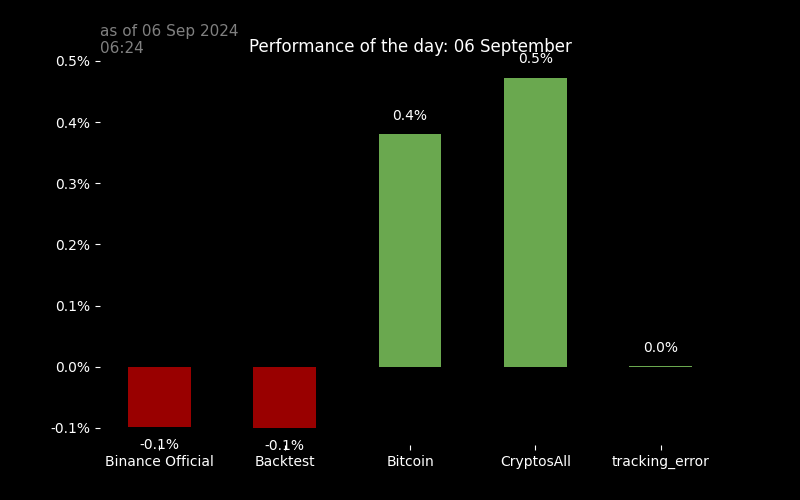 as of 06 Sep 2024
06:24
Performance of the day: 06 September
0.5%
0.4%
0.3%
0.2%
0.1%
0.0%
-0.1%
-0.1%
-0.1%
0.4%
0.5%
0.0%
Binance Official
Backtest
Bitcoin
CryptosAll
tracking_error